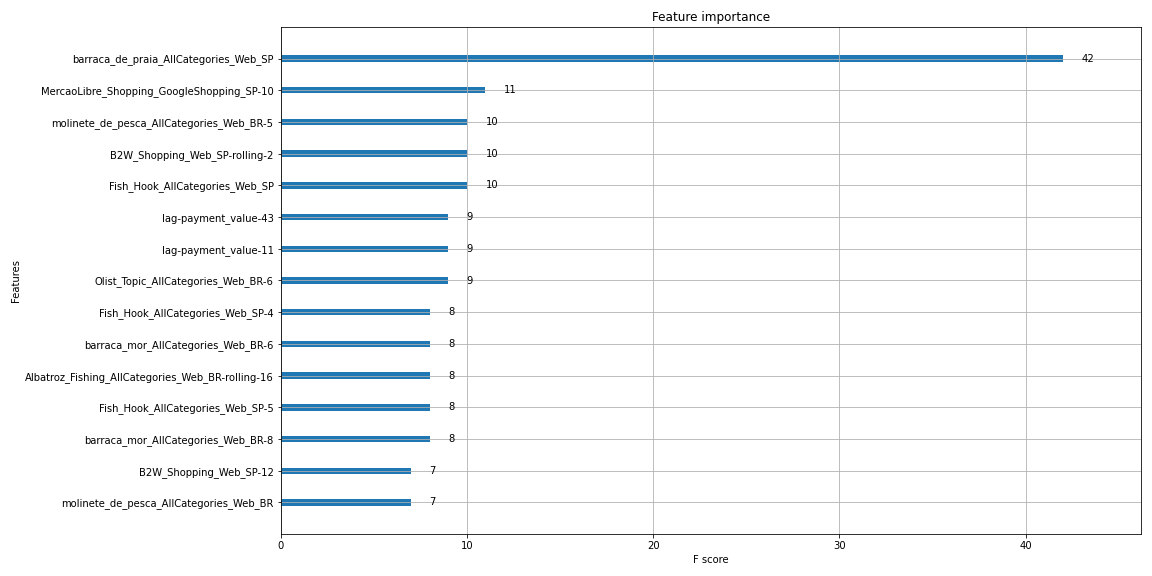 Feature importance
barraca_de_praia_AllCategories_Web_SP 42
MercaoLibre_Shopping_GoogleShopping_SP-10 11
molinete_de_pesca_AllCategories_Web_BR-5 10
B2W_Shopping_Web_SP-rolling-2 10
Fish_Hook_AllCategories_Web_SP 10
lag-payment_value-43 9
lag-payment_value-11 9
Olist_Topic_AllCategories_Web_BR-6 9
Fish_Hook_AllCategories_Web_SP-4 8
barraca_mor_AllCategories_Web_BR-6 8
Albatroz_Fishing_AllCategories_Web_BR-rolling-16 8
Fish_Hook_AllCategories_Web_SP-5 8
barraca_mor_AllCategories_Web_BR-8 8
B2W_Shopping_Web_SP-12 7
molinete_de_pesca_AllCategories_Web_BR 7
Features
0 10 20 30 40
F score